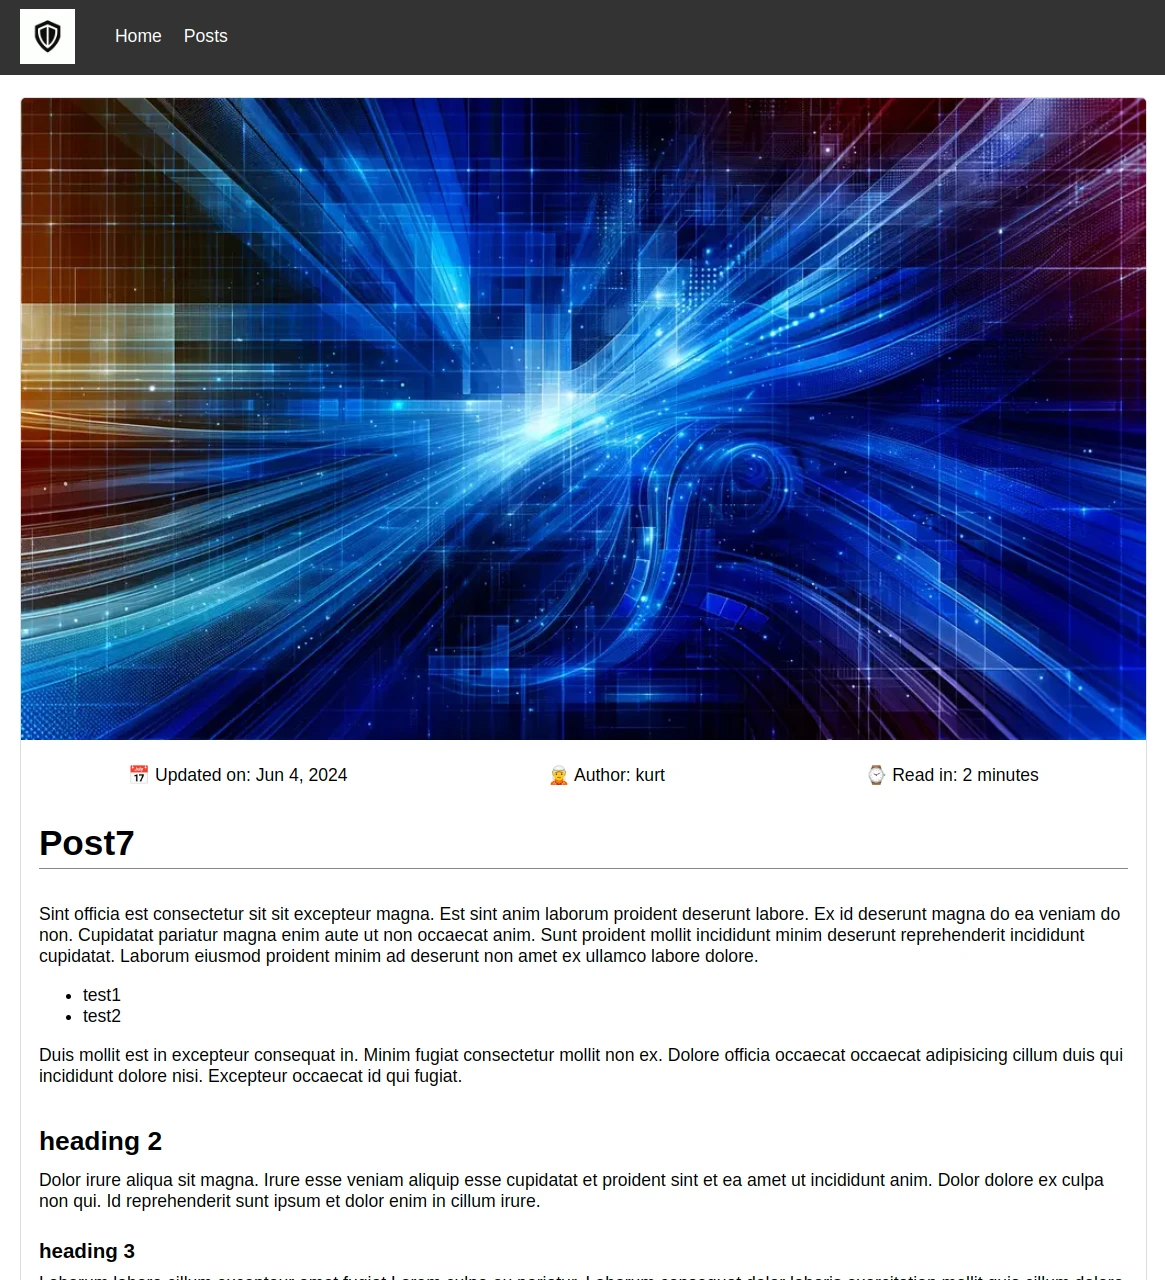 Home Posts
📅 Updated on: Jun 4, 2024 🧝 Author: kurt ⌚ Read in: 2 minutes
Post7
Sint officia est consectetur sit sit excepteur magna. Est sint anim laborum proident deserunt labore. Ex id deserunt magna do ea veniam do
non. Cupidatat pariatur magna enim aute ut non occaecat anim. Sunt proident mollit incididunt minim deserunt reprehenderit incididunt
cupidatat. Laborum eiusmod proident minim ad deserunt non amet ex ullamco labore dolore.
• test1
• test2
Duis mollit est in excepteur consequat in. Minim fugiat consectetur mollit non ex. Dolore officia occaecat occaecat adipisicing cillum duis qui
incididunt dolore nisi. Excepteur occaecat id qui fugiat.
heading 2
Dolor irure aliqua sit magna. Irure esse veniam aliquip esse cupidatat et proident sint et ea amet ut incididunt anim. Dolor dolore ex culpa
non qui. Id reprehenderit sunt ipsum et dolor enim in cillum irure.
heading 3